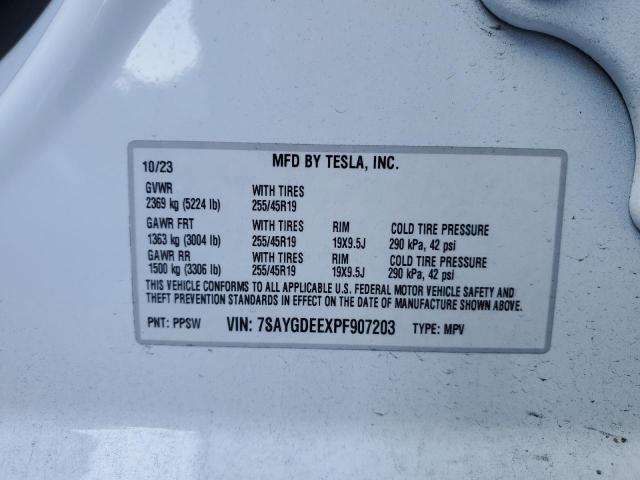 MFD BY TESLA, INC.
10/23
GVWR WITH TIRES
2369 kg (5224 lb) 255/45R19
GAWR FRT WITH TIRES RIM COLD TIRE PRESSURE
1363 kg (3004 lb) 255/45R19 19X9.5J 290 kPa, 42 psi
GAWR RR WITH TIRES RIM COLD TIRE PRESSURE
1500 kg (3306 lb) 255/45R19 19X9.5J 290 kPa, 42 psi
THIS VEHICLE CONFORMS TO ALL APPLICABLE U.S. FEDERAL MOTOR VEHICLE SAFETY AND
THEFT PREVENTION STANDARDS IN EFFECT ON THE DATE OF MANUFACTURE SHOWN ABOVE.
PNT: PPSW VIN: 7SAYGDEEXPF907203 TYPE: MPV